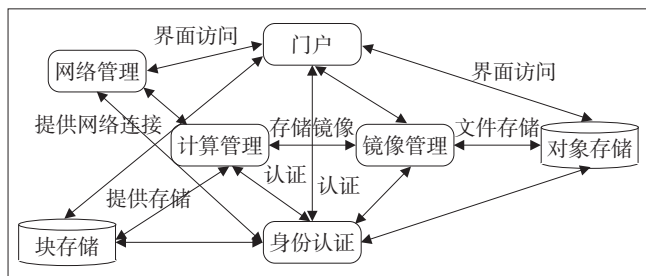 界面访问
门户
网络管理
界面访问
提供网络连接
计算管理
存储镜像
镜像管理
文件存储
对象存储
认证
认证
提供存储
块存储
身份认证